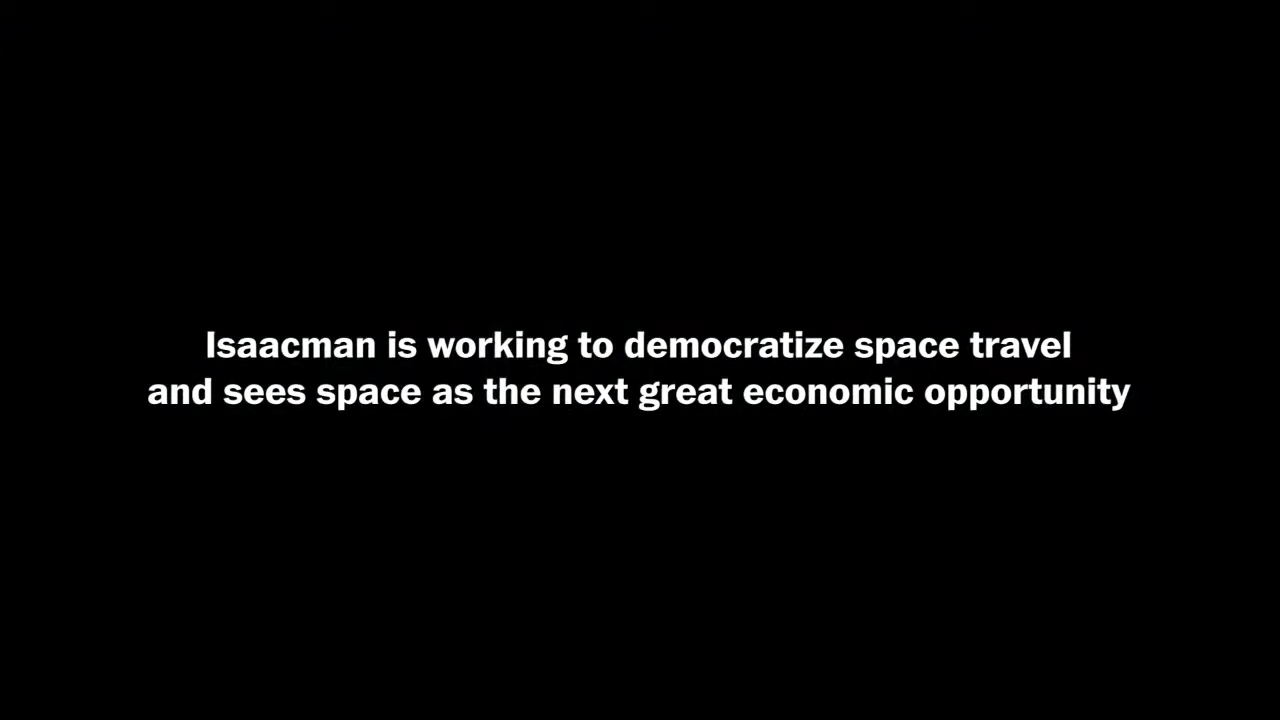 Isaacman is working to democratize space travel
and sees space as the next great economic opportunity